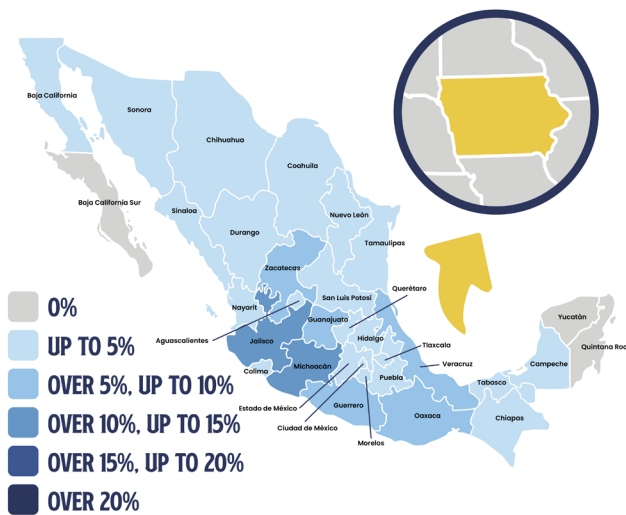 Baja California
Sonora
Chihuahua
Coahuila
Baja California Sur
Sinaloa
Nuevo León
Durango
Tamaulipas
Zacatecas
Querétaro
San Luis Potosí
Nayarit
Yucatán
Guanajuato
Aguascalientes
Hidalgo
Jalisco
Tlaxcala
Quintana Roo
Michoacán
Veracruz
Campeche
Colima
Puebla
Tabasco
Estado de México
Guerrero
Oaxaca
Chiapas
Ciudad de México
Morelos
0%
UP TO 5%
OVER 5%, UP TO 10%
OVER 10%, UP TO 15%
OVER 15%, UP TO 20%
OVER 20%